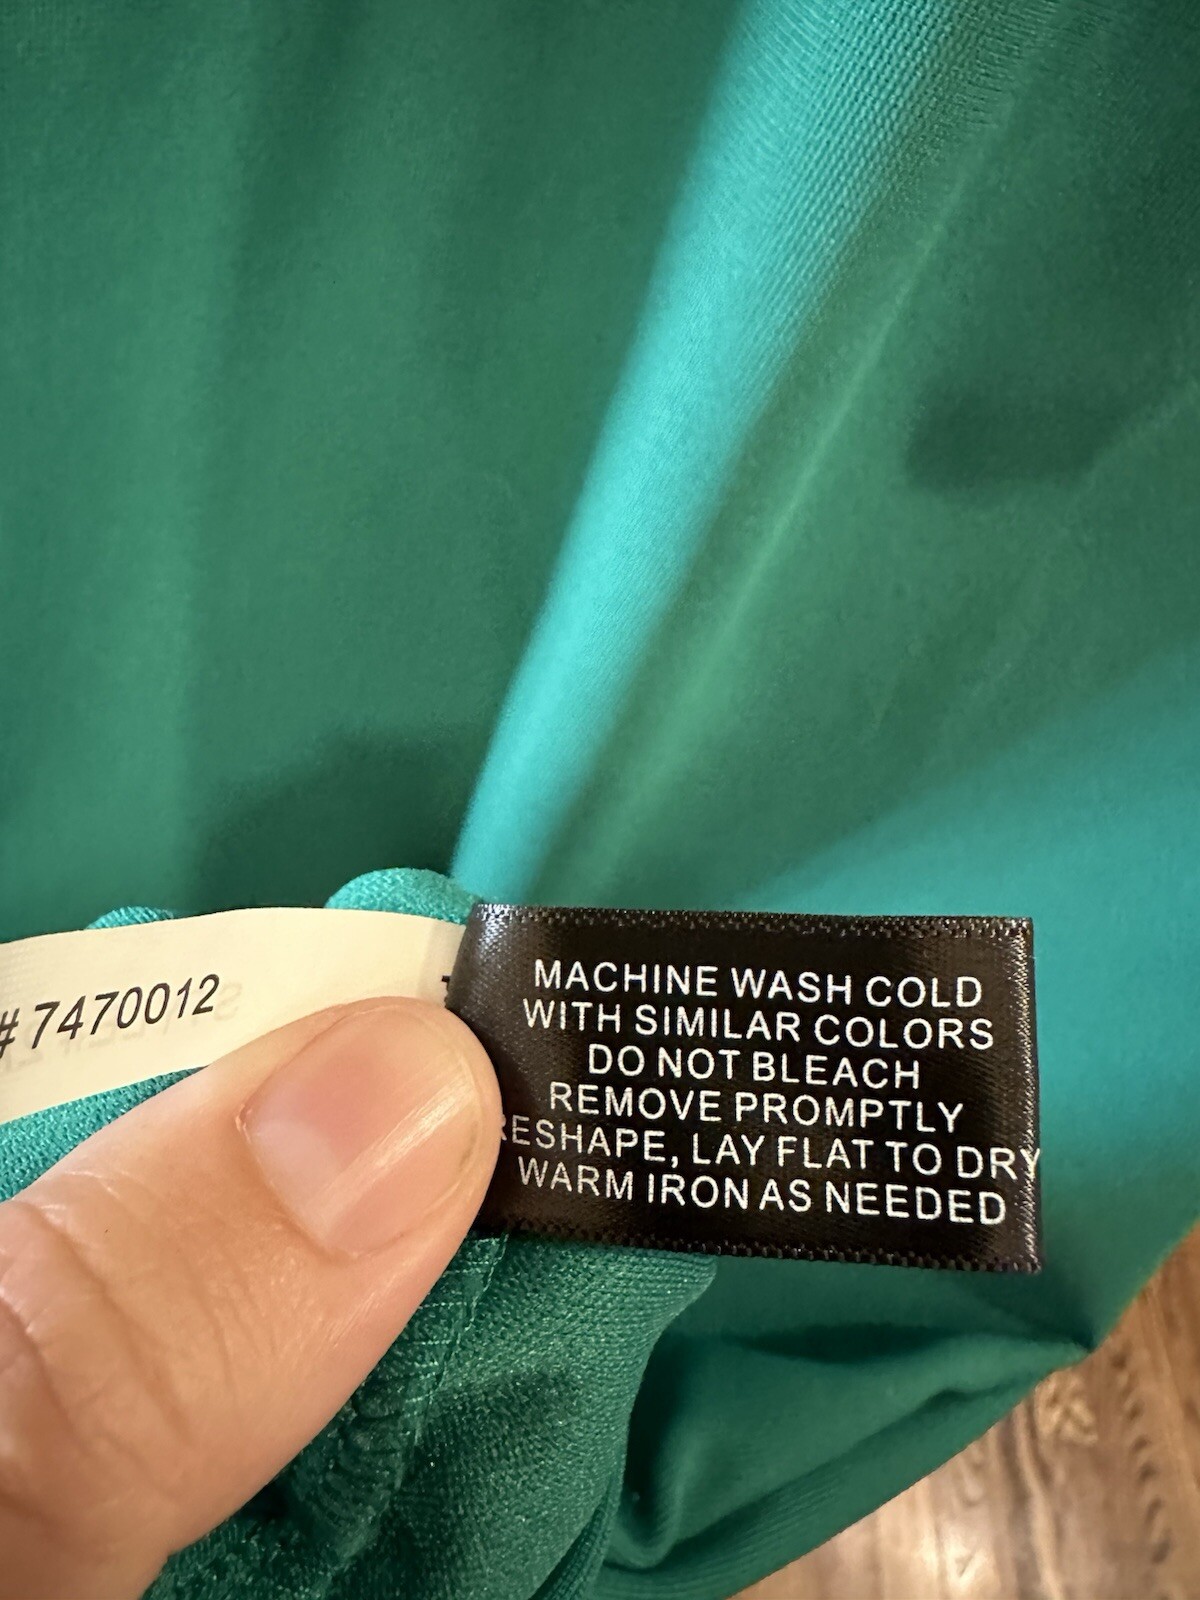 # 7470012
MACHINE WASH COLD
WITH SIMILAR COLORS
DO NOT BLEACH
REMOVE PROMPTLY
RESHAPE, LAY FLAT TO DRY
WARM IRON AS NEEDED